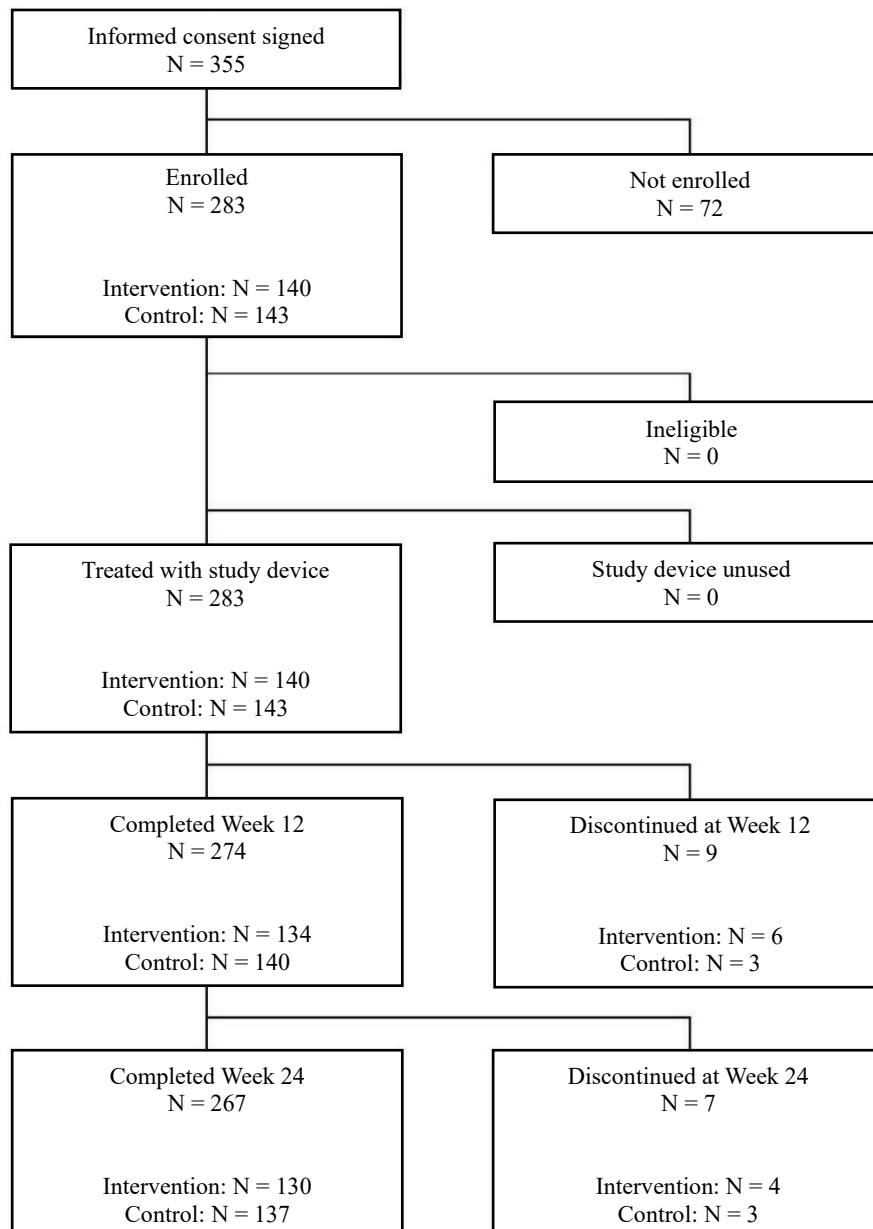 Informed consent signed
N = 355
Enrolled
N = 283
Intervention: N = 140
Control: N = 143
Not enrolled
N = 72
Ineligible
N = 0
Treated with study device
N = 283
Intervention: N = 140
Control: N = 143
Study device unused
N = 0
Completed Week 12
N = 274
Intervention: N = 134
Control: N = 140
Discontinued at Week 12
N = 9
Intervention: N = 6
Control: N = 3
Completed Week 24
N = 267
Intervention: N = 130
Control: N = 137
Discontinued at Week 24
N = 7
Intervention: N = 4
Control: N = 3